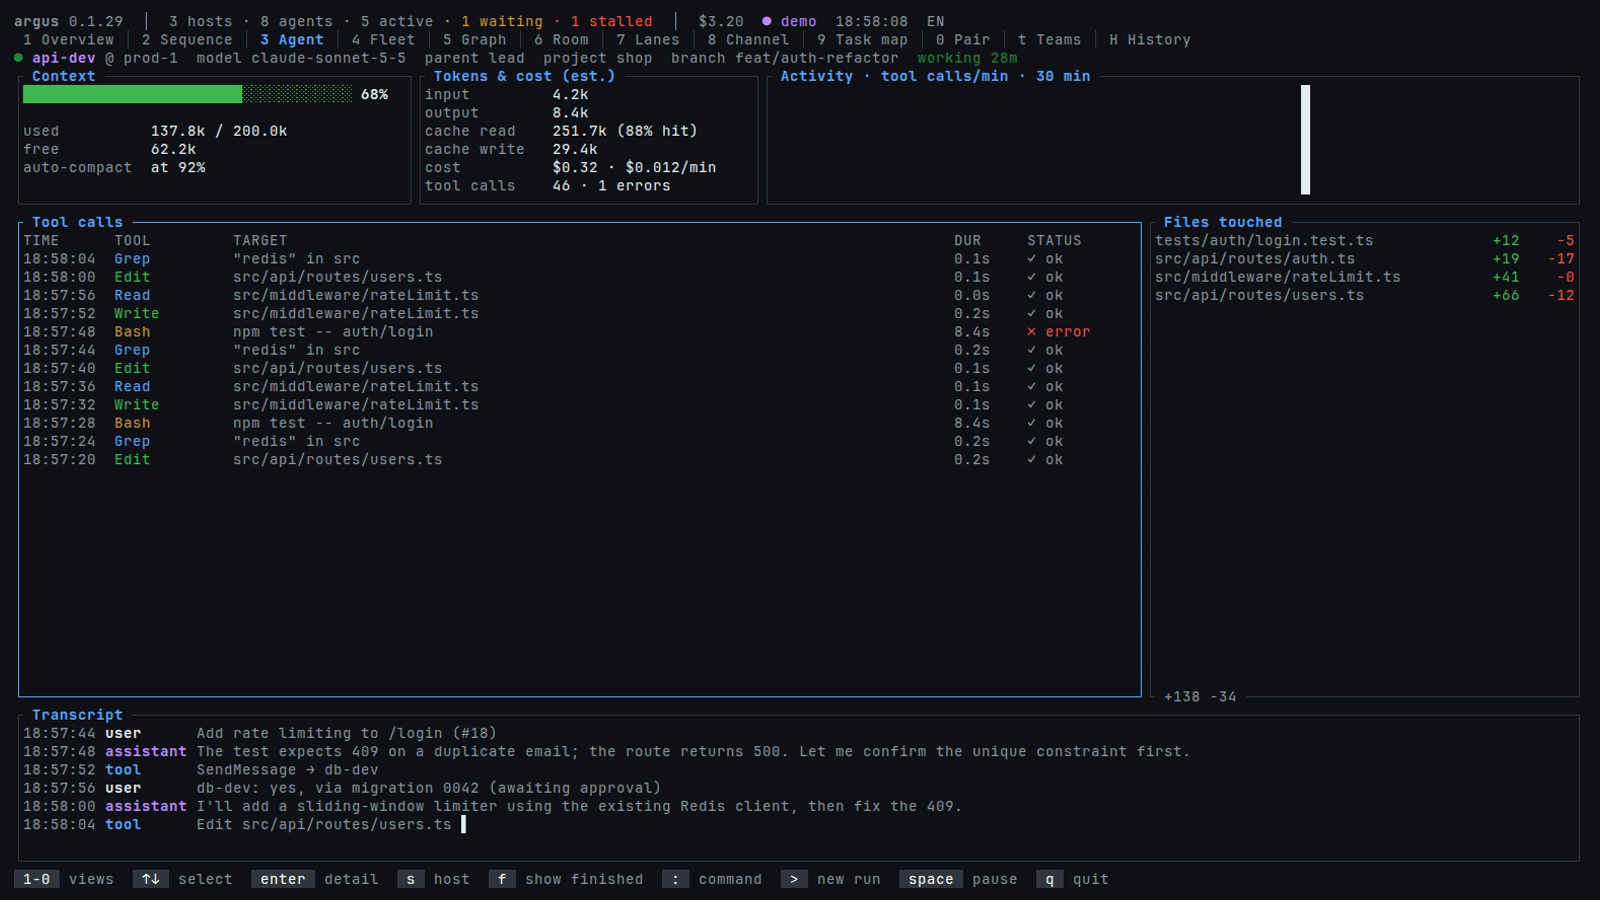 argus 0.1.29 │ 3 hosts · 8 agents · 5 active · 1 waiting · 1 stalled │ $3.20 ● demo 18:58:08 EN
1 Overview │ 2 Sequence │ 3 Agent │ 4 Fleet │ 5 Graph │ 6 Room │ 7 Lanes │ 8 Channel │ 9 Task map │ 0 Pair │ t Teams │ H History
● api-dev @ prod-1 model claude-sonnet-5-5 parent lead project shop branch feat/auth-refactor working 28m
Context
68%
used 137.8k / 200.0k
free 62.2k
auto-compact at 92%
Tokens & cost (est.)
input 4.2k
output 8.4k
cache read 251.7k (88% hit)
cache write 29.4k
cost $0.32 · $0.012/min
tool calls 46 · 1 errors
Activity · tool calls/min · 30 min
Tool calls
TIME TOOL TARGET DUR STATUS
18:58:04 Grep "redis" in src 0.1s ✓ ok
18:58:00 Edit src/api/routes/users.ts 0.1s ✓ ok
18:57:56 Read src/middleware/rateLimit.ts 0.0s ✓ ok
18:57:52 Write src/middleware/rateLimit.ts 0.2s ✓ ok
18:57:48 Bash npm test -- auth/login 8.4s ✕ error
18:57:44 Grep "redis" in src 0.2s ✓ ok
18:57:40 Edit src/api/routes/users.ts 0.1s ✓ ok
18:57:36 Read src/middleware/rateLimit.ts 0.1s ✓ ok
18:57:32 Write src/middleware/rateLimit.ts 0.1s ✓ ok
18:57:28 Bash npm test -- auth/login 8.4s ✓ ok
18:57:24 Grep "redis" in src 0.2s ✓ ok
18:57:20 Edit src/api/routes/users.ts 0.2s ✓ ok
Files touched
tests/auth/login.test.ts +12 -5
src/api/routes/auth.ts +19 -17
src/middleware/rateLimit.ts +41 -0
src/api/routes/users.ts +66 -12
+138 -34
Transcript
18:57:44 user Add rate limiting to /login (#18)
18:57:48 assistant The test expects 409 on a duplicate email; the route returns 500. Let me confirm the unique constraint first.
18:57:52 tool SendMessage → db-dev
18:57:56 user db-dev: yes, via migration 0042 (awaiting approval)
18:58:00 assistant I'll add a sliding-window limiter using the existing Redis client, then fix the 409.
18:58:04 tool Edit src/api/routes/users.ts
1-0 views ↑↓ select enter detail s host f show finished : command > new run space pause q quit